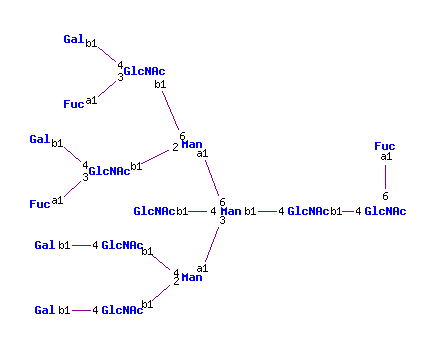 Gal b1
4 GlcNAc
3
b1
Fuc a1
6
Gal b1 Man
2 a1 Fuc
4 GlcNAc b1 a1
3
Fuc a1 6 6
GlcNAc b1 4 Man b1 4 GlcNAc b1 4 GlcNAc
3
Gal b1 4 GlcNAc b1
4 Man a1
2
Gal b1 4 GlcNAc b1